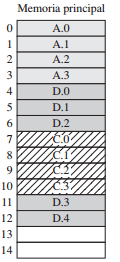 Memoria principal
0 A.0
1 A.1
2 A.2
3 A.3
4 D.0
5 D.1
6 D.2
7 C.0
8 C.1
9 C.2
10 C.3
11 D.3
12 D.4
13
14